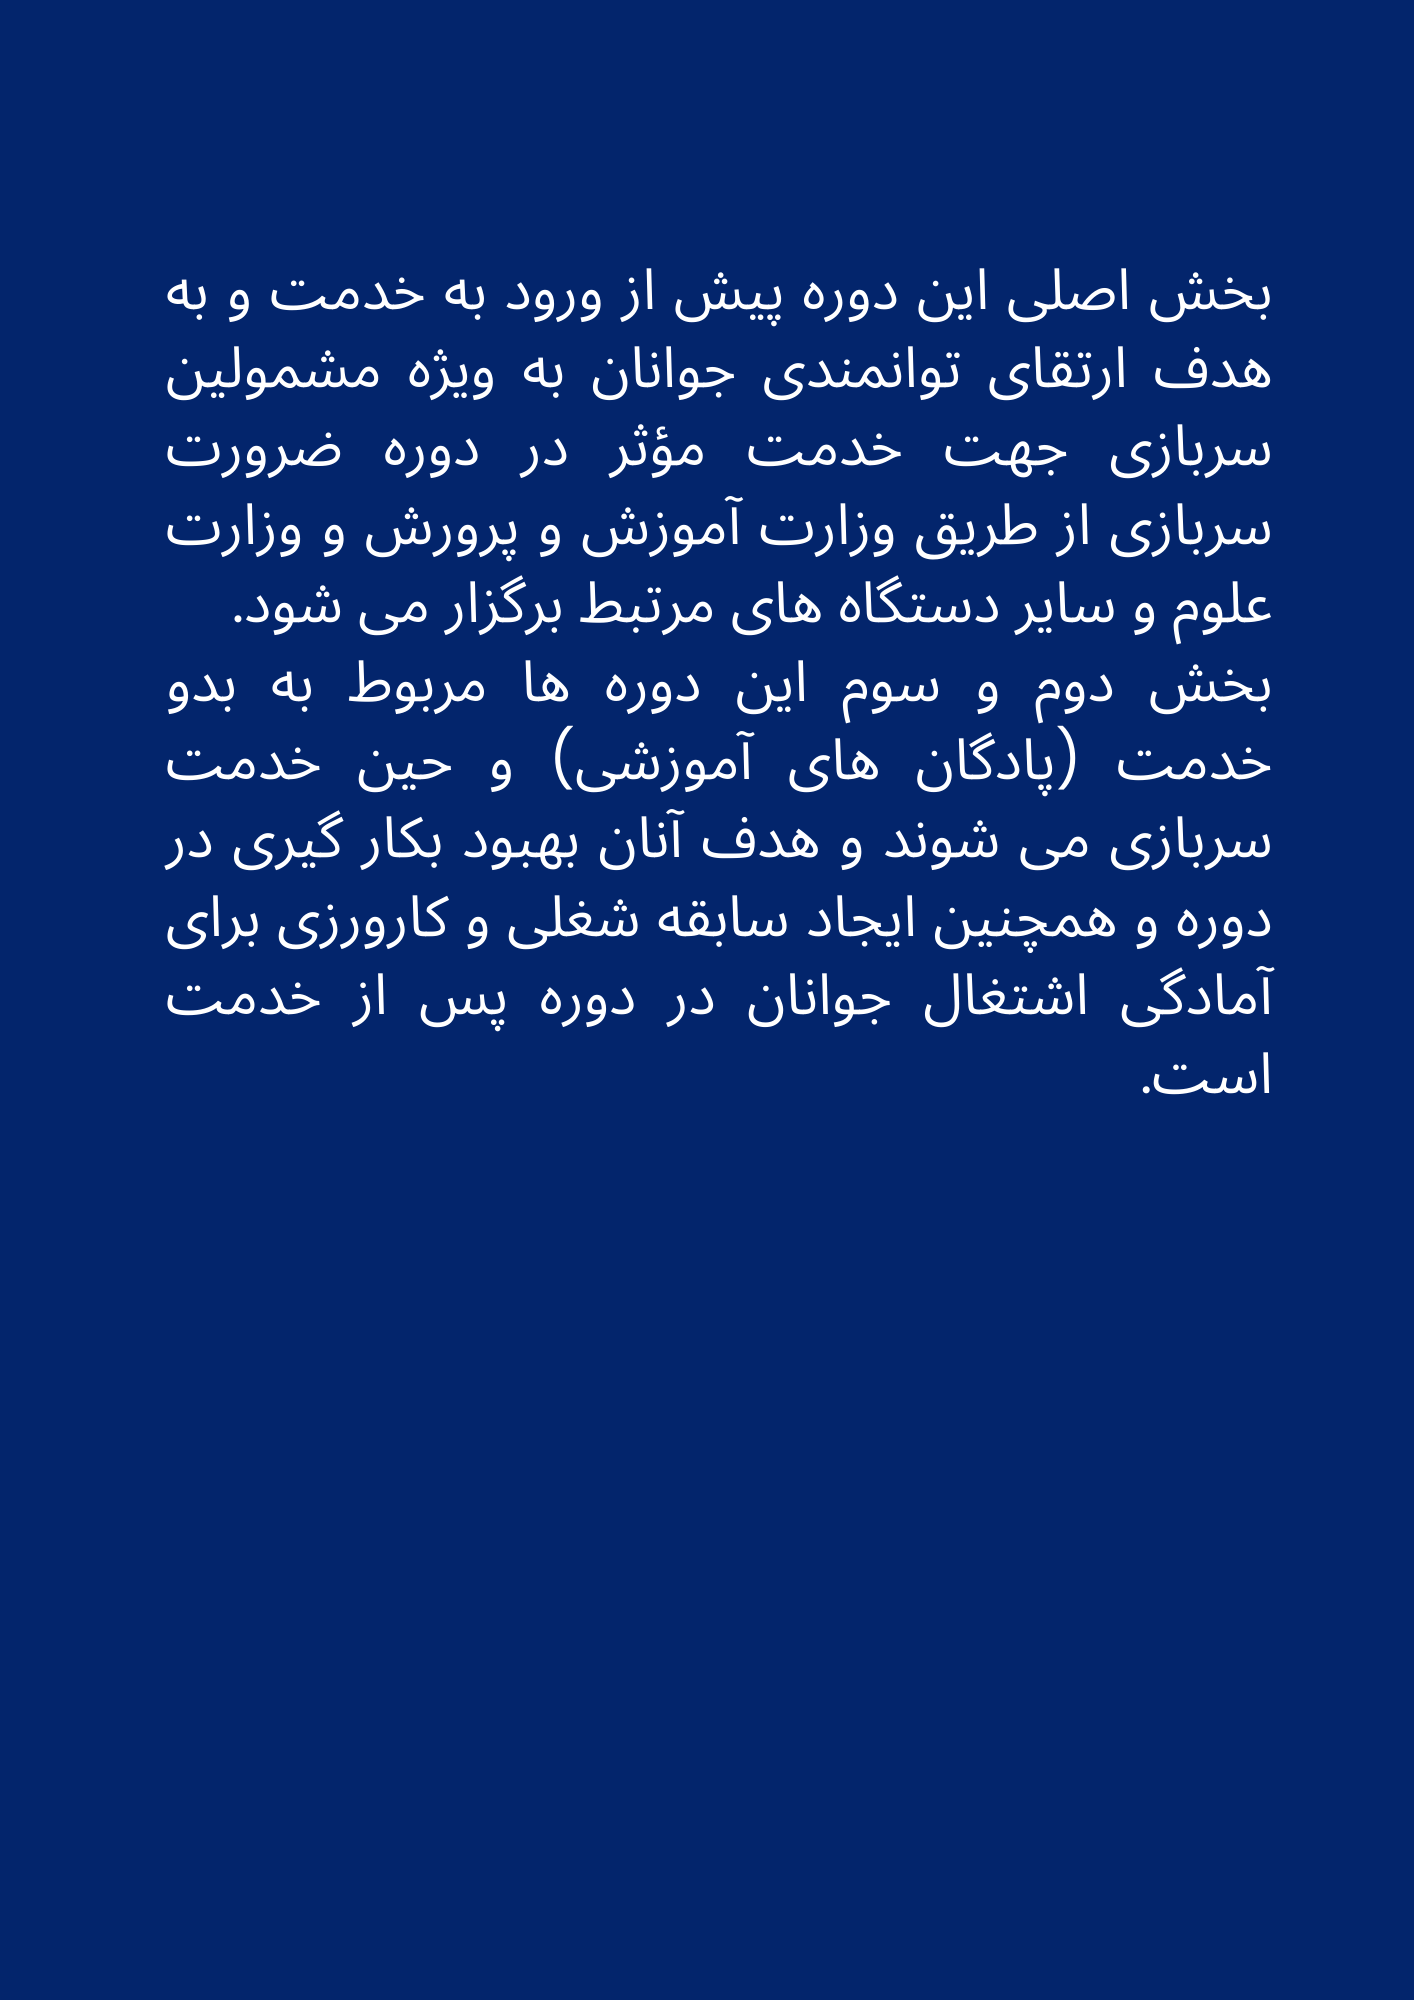 بخش اصلی این دوره پیش از ورود به خدمت و به
هدف ارتقای توانمندی جوانان به ویژه مشمولین
سربازی جهت خدمت مؤثر در دوره ضرورت
سربازی از طریق وزارت آموزش و پرورش و وزارت
علوم و سایر دستگاه های مرتبط برگزار می شود.
بخش دوم و سوم این دوره ها مربوط به بدو
خدمت (پادگان های آموزشی) و حین خدمت
سربازی می شوند و هدف آنان بهبود بکار گیری در
دوره و همچنین ایجاد سابقه شغلی و کارورزی برای
آمادگی اشتغال جوانان در دوره پس از خدمت
است.